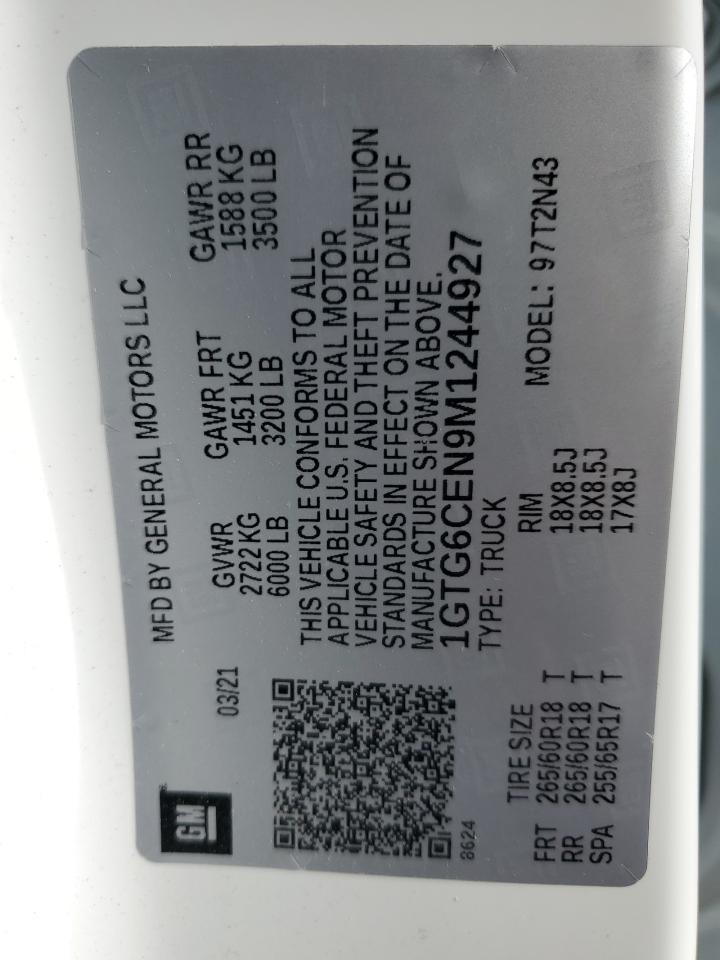 GM
MFD BY GENERAL MOTORS LLC
03/21
GVWR GAWR FRT GAWR RR
2722 KG 1451 KG 1588 KG
6000 LB 3200 LB 3500 LB
THIS VEHICLE CONFORMS TO ALL
APPLICABLE U.S. FEDERAL MOTOR
VEHICLE SAFETY AND THEFT PREVENTION
STANDARDS IN EFFECT ON THE DATE OF
MANUFACTURE SHOWN ABOVE.
1GTG6CEN9M1244927
8624
TYPE: TRUCK
MODEL: 97T2N43
TIRE SIZE RIM
FRT 265/60R18 T 18X8.5J
RR 265/60R18 T 18X8.5J
SPA 255/65R17 T 17X8J